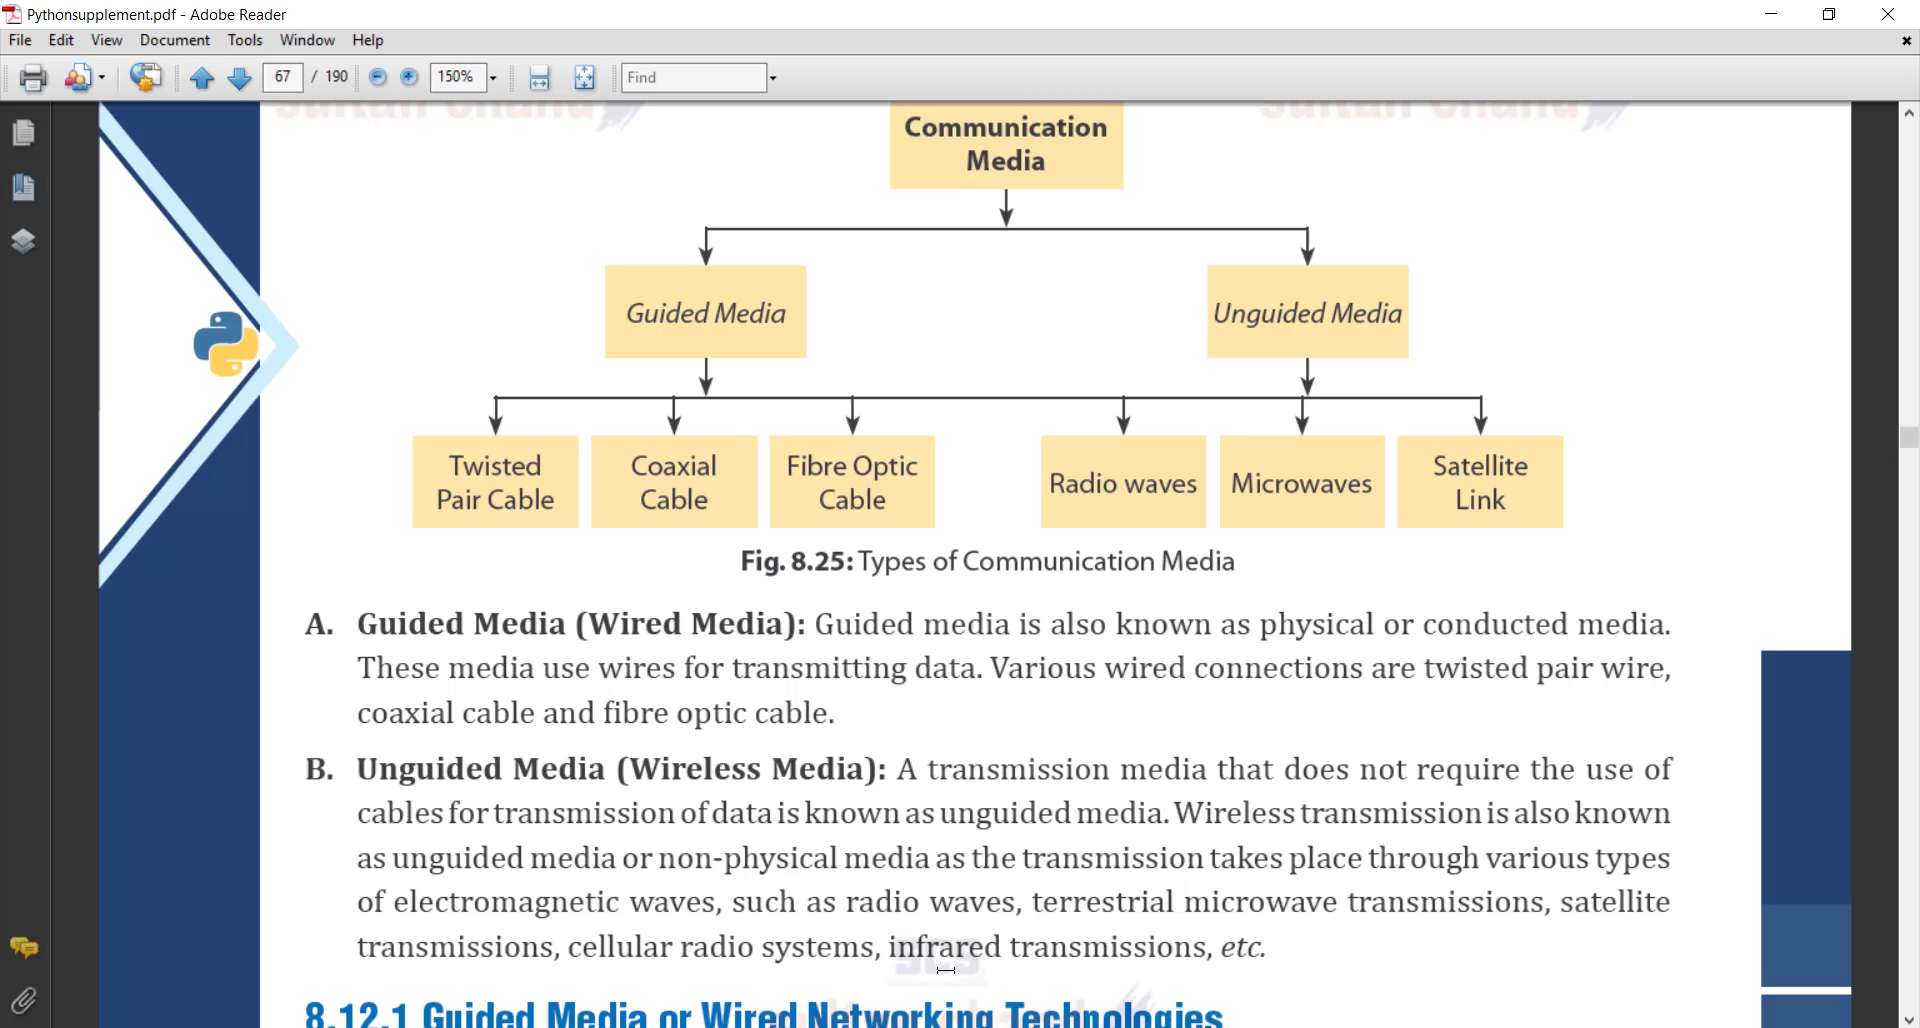 Pythonsupplement.pdf - Adobe Reader
File Edit View Document Tools Window Help
67 / 190 150% Find
Sultan Chand Sultan Chand
Communication
Media
Guided Media Unguided Media
Twisted
Pair Cable
Coaxial
Cable
Fibre Optic
Cable
Radio waves
Microwaves
Satellite
Link
Fig. 8.25: Types of Communication Media
A. Guided Media (Wired Media): Guided media is also known as physical or conducted media.
These media use wires for transmitting data. Various wired connections are twisted pair wire,
coaxial cable and fibre optic cable.
B. Unguided Media (Wireless Media): A transmission media that does not require the use of
cables for transmission of data is known as unguided media. Wireless transmission is also known
as unguided media or non-physical media as the transmission takes place through various types
of electromagnetic waves, such as radio waves, terrestrial microwave transmissions, satellite
transmissions, cellular radio systems, infrared transmissions, etc.
SCS
8.12.1 Guided Media or Wired Networking Technologies